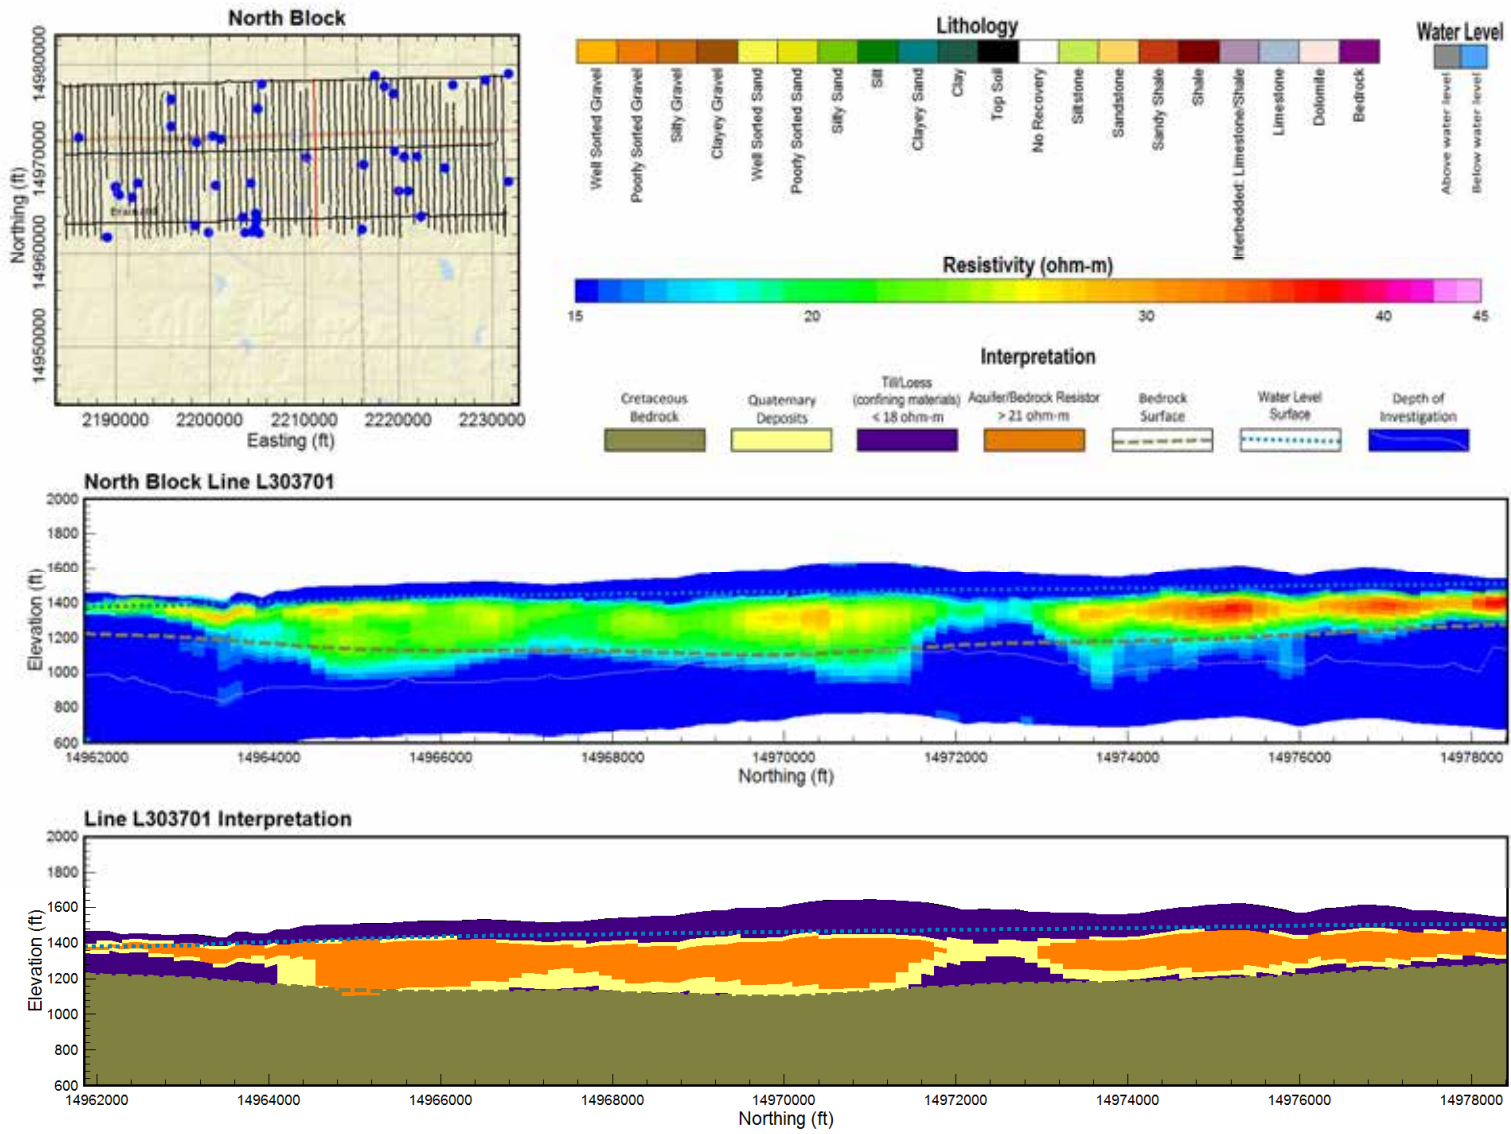 North Block
14980000
14970000
14960000
14950000
Northing (ft)
Brainard
2190000 2200000 2210000 2220000 2230000
Easting (ft)
Lithology
Well Sorted Gravel
Poorly Sorted Gravel
Silty Gravel
Clayey Gravel
Well Sorted Sand
Poorly Sorted Sand
Silty Sand
Silt
Clayey Sand
Clay
Top Soil
No Recovery
Siltstone
Sandstone
Sandy Shale
Shale
Interbedded: Limestone/Shale
Limestone
Dolomite
Bedrock
Water Level
Above water level
Below water level
Resistivity (ohm-m)
15 20 30 40 45
Interpretation
Cretaceous
Bedrock
Quaternary
Deposits
Till/Loess
(confining materials)
< 18 ohm-m
Aquifer/Bedrock Resistor
> 21 ohm-m
Bedrock
Surface
Water Level
Surface
Depth of
Investigation
North Block Line L303701
2000
1800
1600
1400
1200
1000
800
600
Elevation (ft)
14962000 14964000 14966000 14968000 14970000 14972000 14974000 14976000 14978000
Northing (ft)
Line L303701 Interpretation
2000
1800
1600
1400
1200
1000
800
600
Elevation (ft)
14962000 14964000 14966000 14968000 14970000 14972000 14974000 14976000 14978000
Northing (ft)